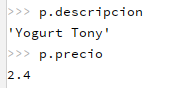 >>> p.descripcion
'Yogurt Tony'
>>> p.precio
2.4